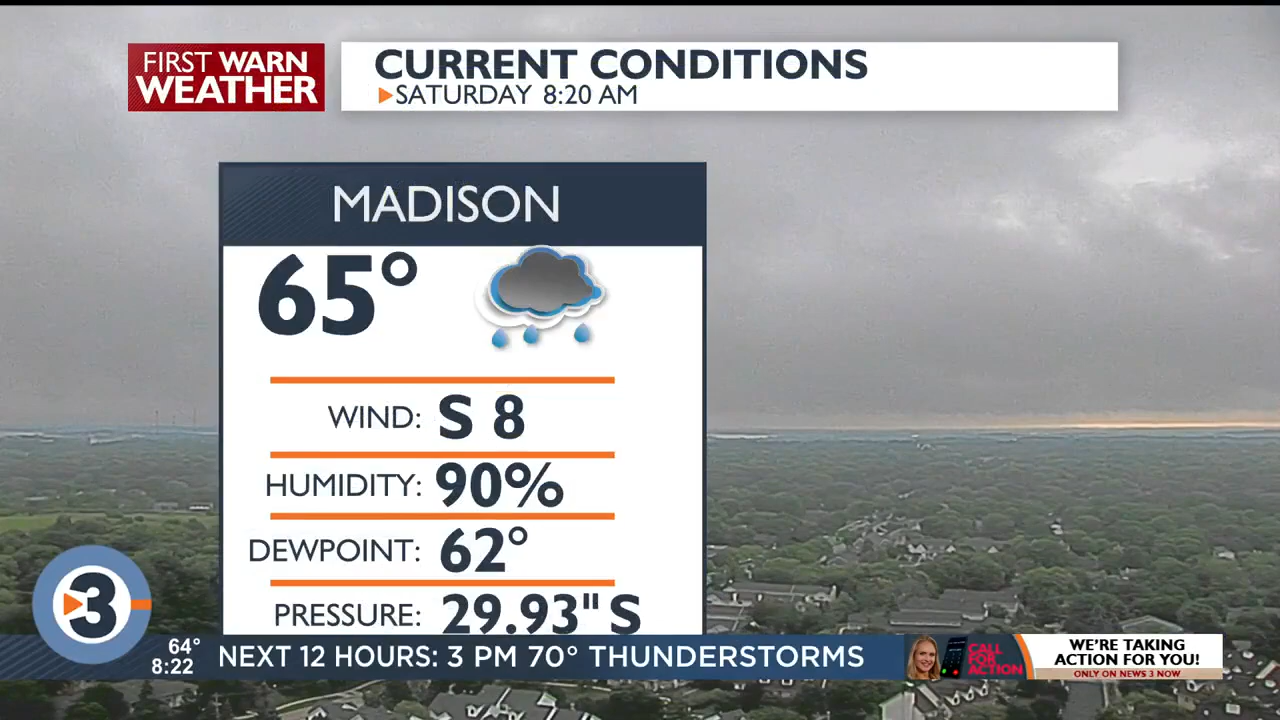 FIRST WARN
WEATHER
CURRENT CONDITIONS
SATURDAY 8:20 AM
MADISON
65°
WIND: S 8
HUMIDITY: 90%
DEWPOINT: 62°
PRESSURE: 29.93" S
3
64°
8:22
NEXT 12 HOURS: 3 PM 70° THUNDERSTORMS
CALL
FOR
ACTION
WE'RE TAKING
ACTION FOR YOU!
ONLY ON NEWS 3 NOW